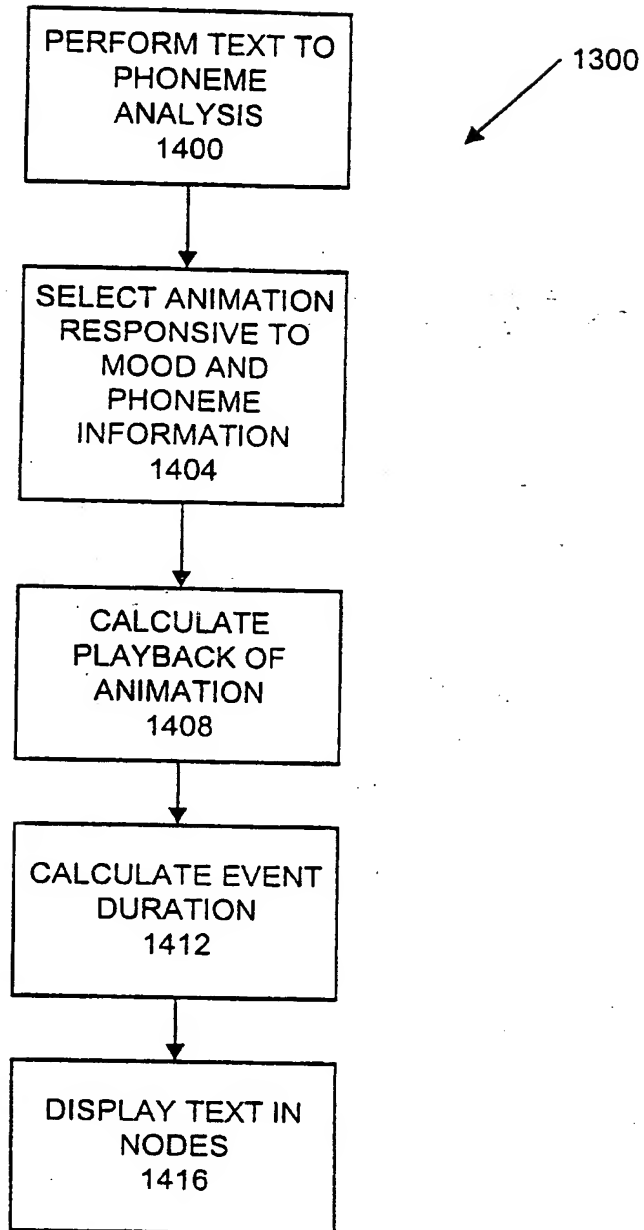 PERFORM TEXT TO
PHONEME
ANALYSIS
1400
1300
SELECT ANIMATION
RESPONSIVE TO
MOOD AND
PHONEME
INFORMATION
1404
CALCULATE
PLAYBACK OF
ANIMATION
1408
CALCULATE EVENT
DURATION
1412
DISPLAY TEXT IN
NODES
1416